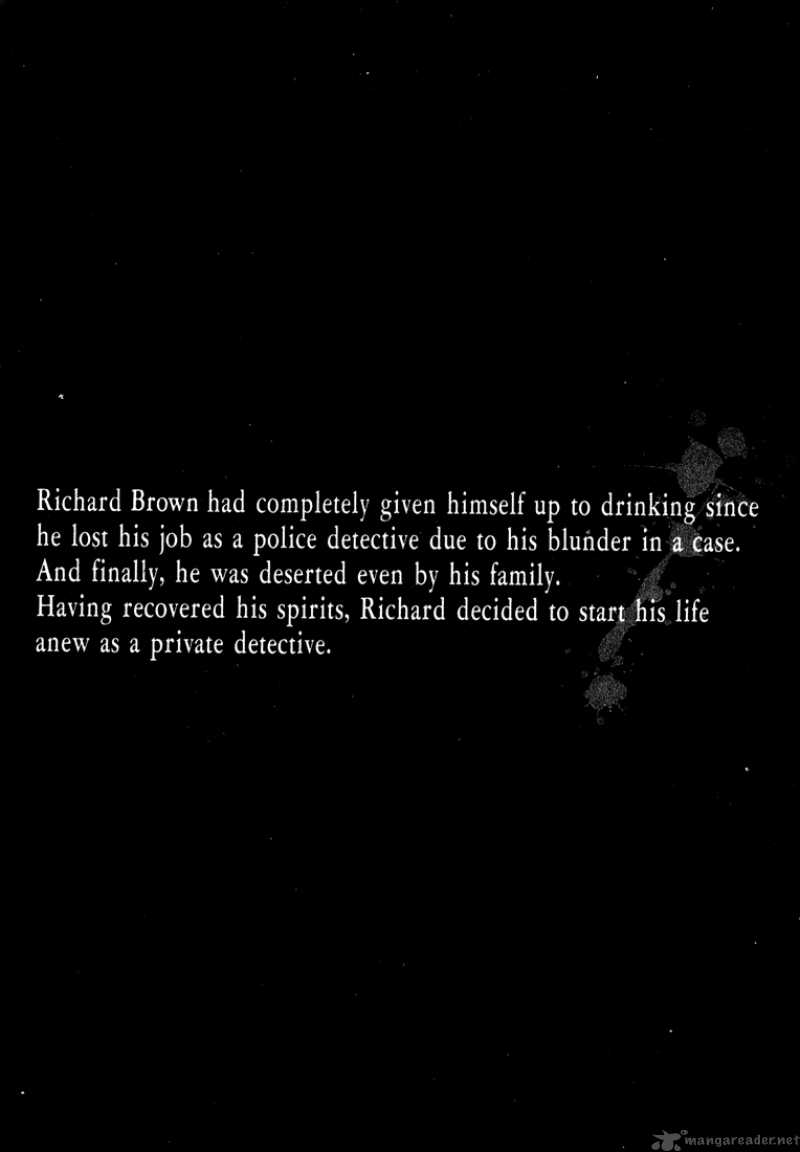 Richard Brown had completely given himself up to drinking since
he lost his job as a police detective due to his blunder in a case.
And finally, he was deserted even by his family.
Having recovered his spirits, Richard decided to start his life
anew as a private detective.
mangareader.net